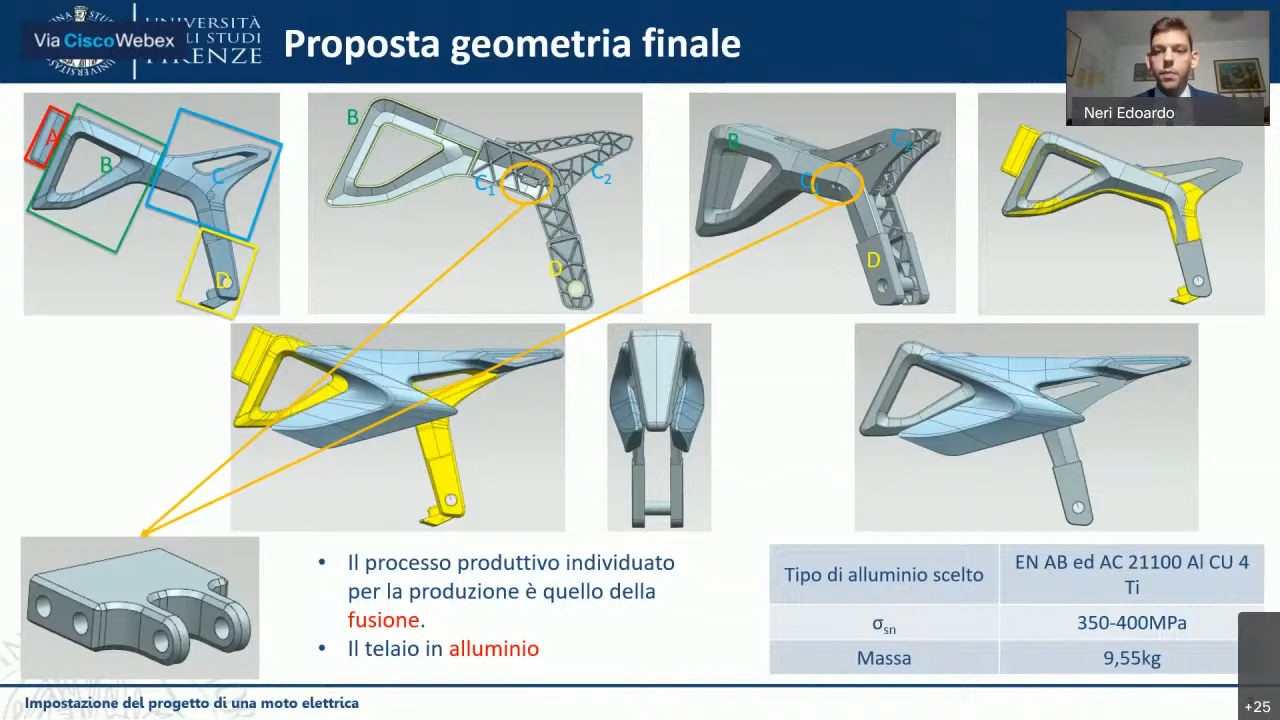 Via Cisco Webex
UNIVERSITÀ
DEGLI STUDI
FIRENZE
Proposta geometria finale
Neri Edoardo
A
B
C
D
B
C1
C2
D
B
D
Il processo produttivo individuato
per la produzione è quello della
fusione.
Il telaio in alluminio
Tipo di alluminio scelto
EN AB ed AC 21100 Al CU 4
Ti
σsn
350-400MPa
Massa
9,55kg
Impostazione del progetto di una moto elettrica
+25